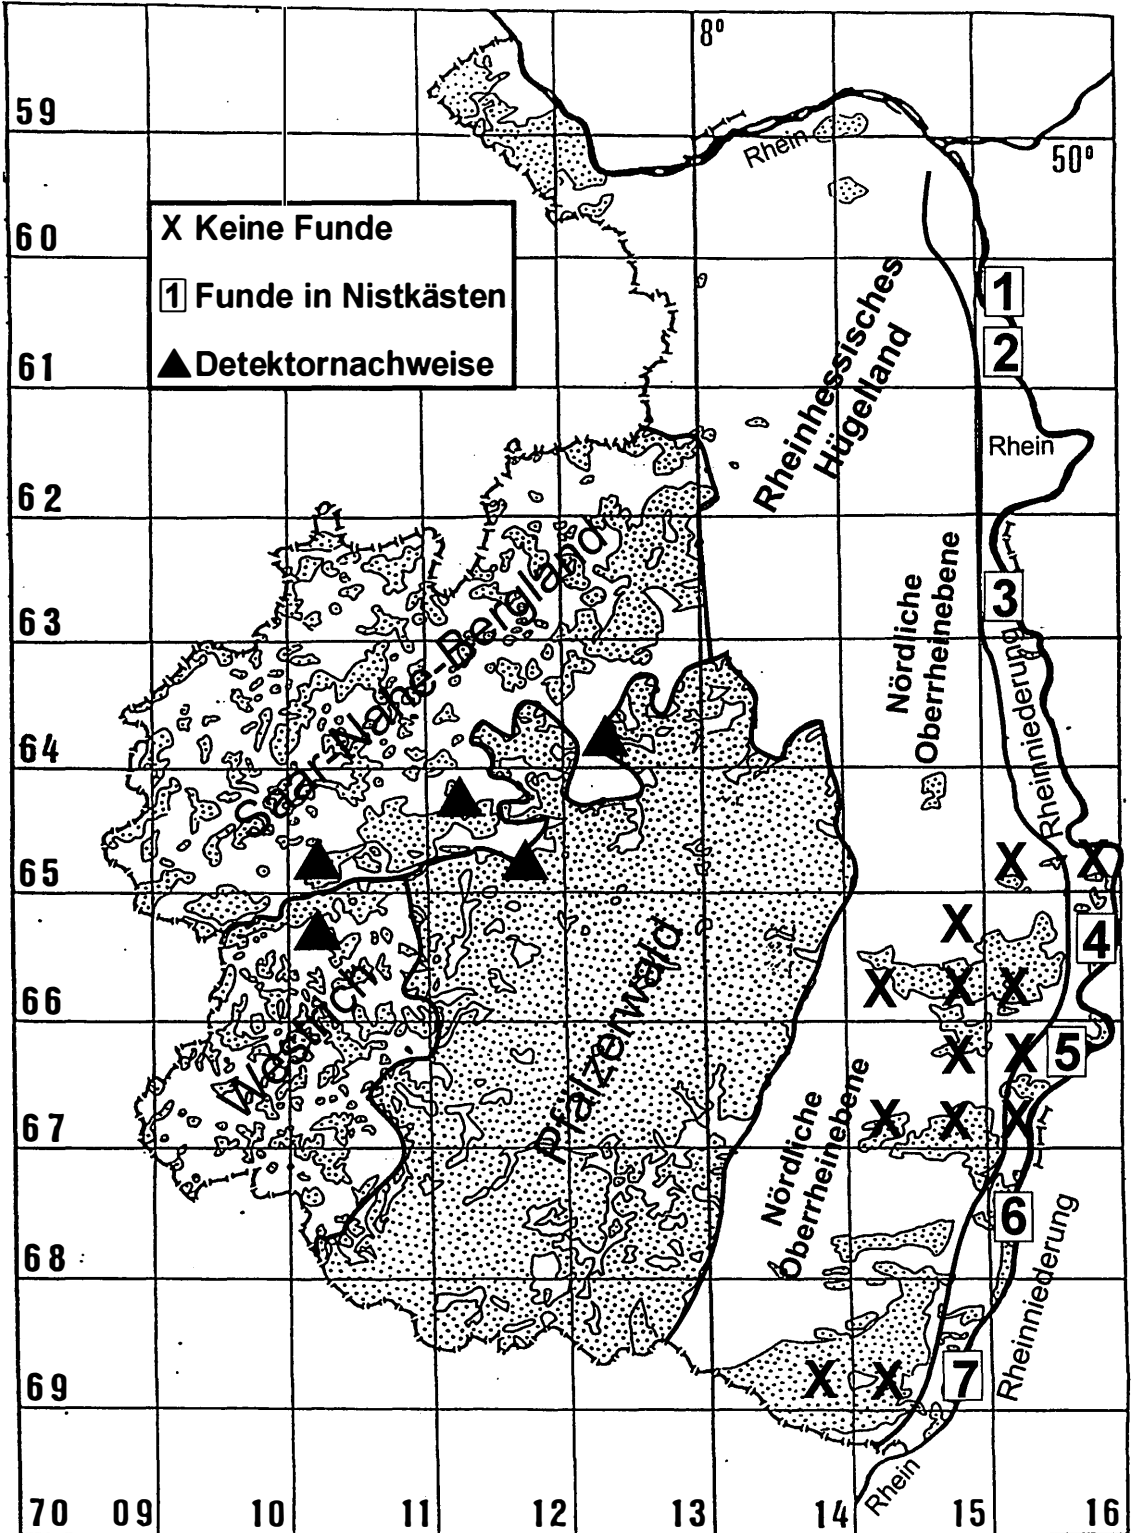 8°
59
Rhein
50°
X Keine Funde
60
1 Funde in Nistkästen
1
Rheinhessisches
Hügelland
2
61
▲ Detektornachweise
Rhein
62
Saar-Nahe-Bergland
Nördliche
Oberrheinebene
3
63
Rheinniederung
64
X X
65
X
4
Westrich
Pfälzerwald
X X X
66
X X
5
Nördliche
Oberrheinebene
X X X
67
6
Rheinniederung
68
X X
7
69
Rhein
70 09 10 11 12 13 14 15 16